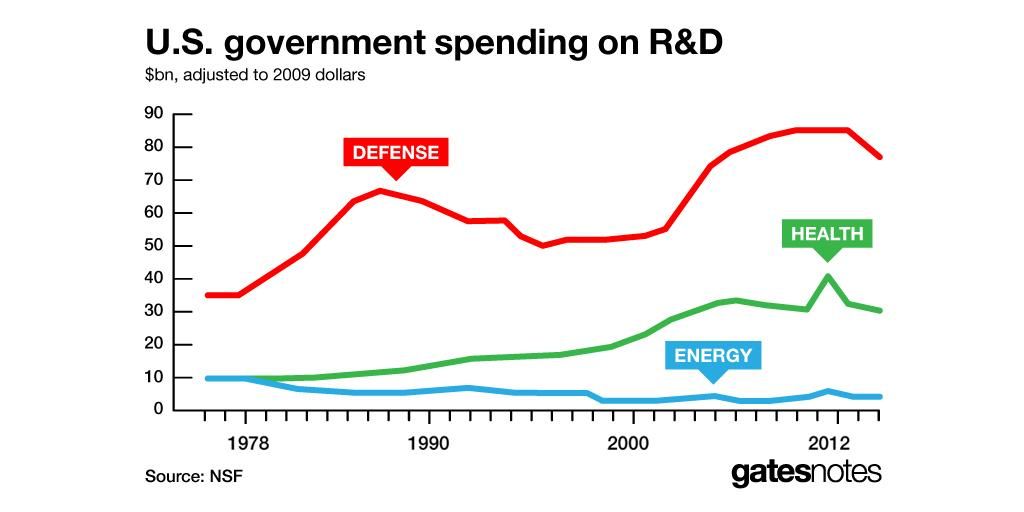 U.S. government spending on R&D
$bn, adjusted to 2009 dollars
90
80
70
60
50
40
30
20
10
0
DEFENSE
HEALTH
ENERGY
1978 1990 2000 2012
Source: NSF
gatesnotes